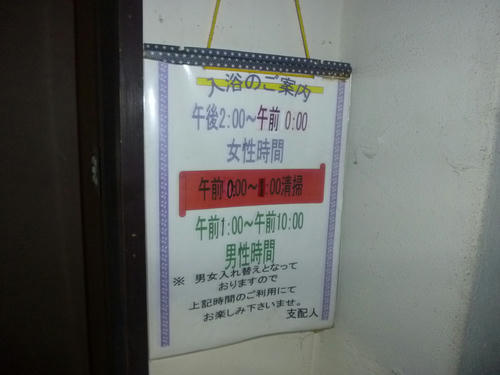 入浴のご案内
午後2:00～午前 0:00
女性時間
午前0:00～1:00清掃
午前1:00～午前10:00
男性時間
※ 男女入れ替えとなって
おりますので
上記時間のご利用にて
お楽しみ下さいませ。
支配人